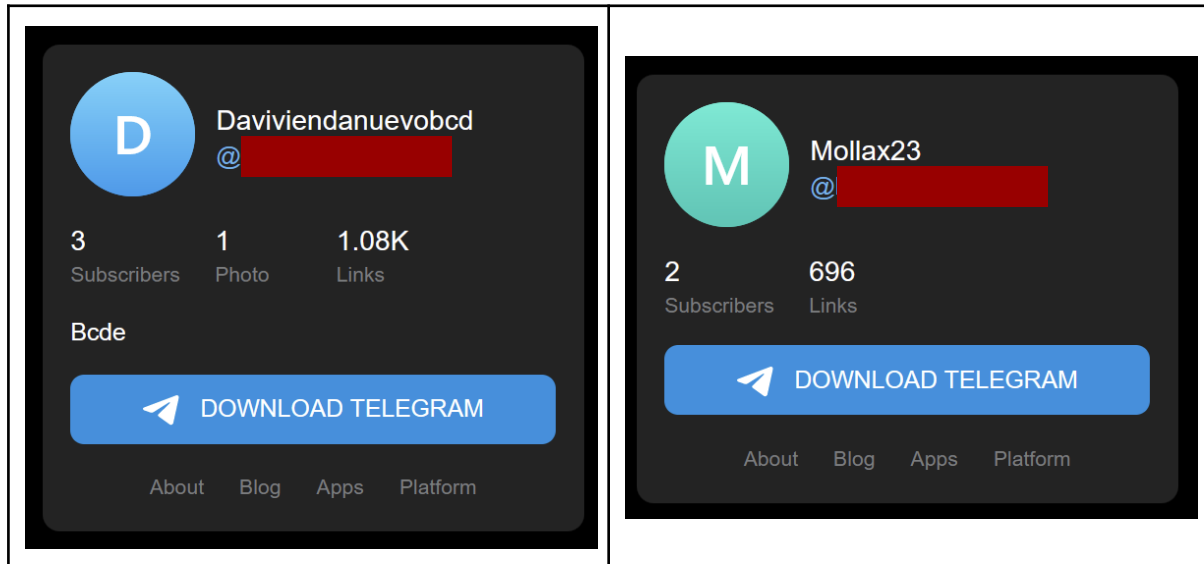 D
Daviviendanuevobcd
@
3 1 1.08K
Subscribers Photo Links
Bcde
DOWNLOAD TELEGRAM
About Blog Apps Platform
M
Mollax23
@
2 696
Subscribers Links
DOWNLOAD TELEGRAM
About Blog Apps Platform